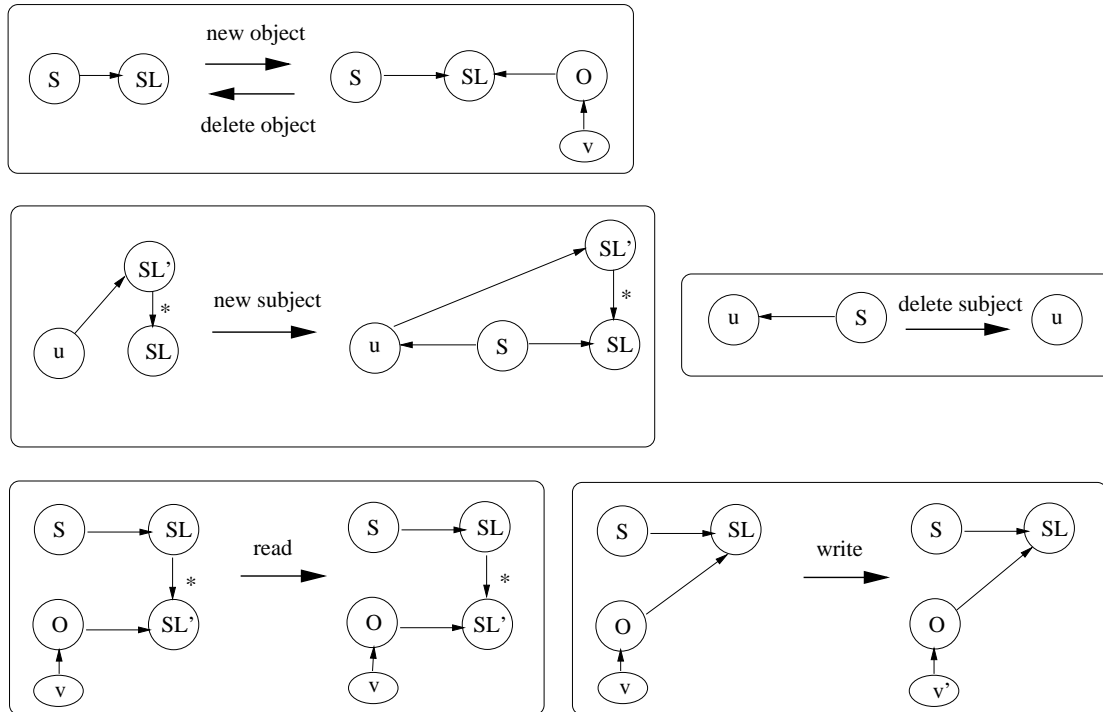 new object
S SL S SL O
delete object
v
SL' SL'
* new subject *
u SL u S SL
u S delete subject u
S SL S SL
read
* *
O SL' O SL'
v v
S SL S SL
write
O O
v v'